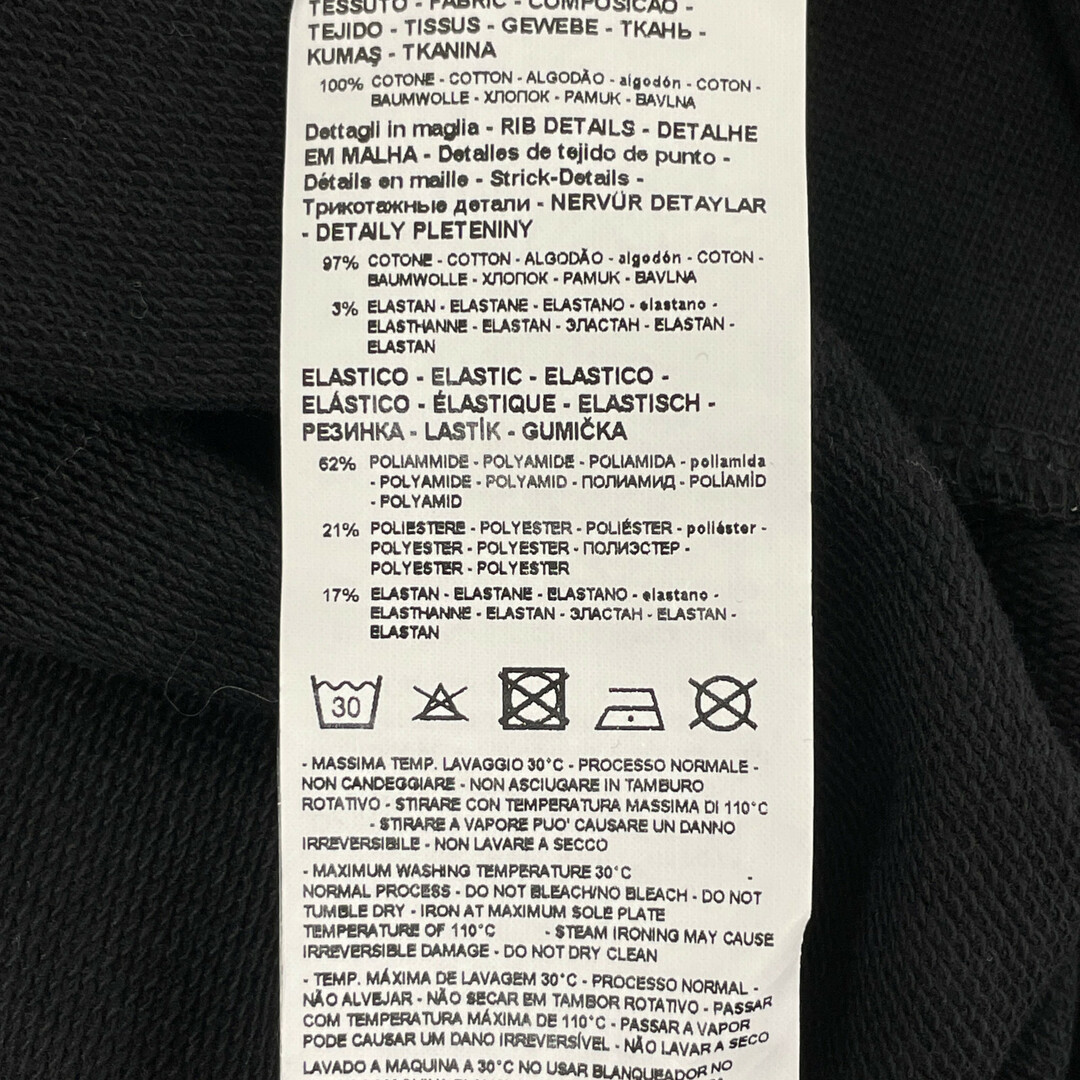 TESSUTO - FABRIC - COMPOSIÇÃO -
TEJIDO - TISSUS - GEWEBE - ТКАНЬ -
KUMAŞ - TKANINA
100% COTONE - COTTON - ALGODÃO - algodón - COTON -
BAUMWOLLE - ХЛОПОК - PAMUK - BAVLNA
Dettagli in maglia - RIB DETAILS - DETALHE
EM MALHA - Detalles de tejido de punto -
Détails en maille - Strick-Details -
Трикотажные детали - NERVÜR DETAYLAR
- DETAILY PLETENINY
97% COTONE - COTTON - ALGODÃO - algodón - COTON -
BAUMWOLLE - ХЛОПОК - PAMUK - BAVLNA
3% ELASTAN - ELASTANE - ELASTANO - elastano -
ELASTHANNE - ELASTAN - ЭЛАСТАН - ELASTAN -
ELASTAN
ELASTICO - ELASTIC - ELASTICO -
ELÁSTICO - ÉLASTIQUE - ELASTISCH -
РЕЗИНКА - LASTİK - GUMIČKA
62% POLIAMMIDE - POLYAMIDE - POLIAMIDA - poliamida
- POLYAMIDE - POLYAMID - ПОЛИАМИД - POLİAMİD
- POLYAMID
21% POLIESTERE - POLYESTER - POLIÉSTER - poliéster -
POLYESTER - POLYESTER - ПОЛИЭСТЕР -
POLYESTER - POLYESTER
17% ELASTAN - ELASTANE - ELASTANO - elastano -
ELASTHANNE - ELASTAN - ЭЛАСТАН - ELASTAN -
ELASTAN
30
- MASSIMA TEMP. LAVAGGIO 30°C - PROCESSO NORMALE -
NON CANDEGGIARE - NON ASCIUGARE IN TAMBURO
ROTATIVO - STIRARE CON TEMPERATURA MASSIMA DI 110°C
- STIRARE A VAPORE PUO' CAUSARE UN DANNO
IRREVERSIBILE - NON LAVARE A SECCO
- MAXIMUM WASHING TEMPERATURE 30°C -
NORMAL PROCESS - DO NOT BLEACH/NO BLEACH - DO NOT
TUMBLE DRY - IRON AT MAXIMUM SOLE PLATE
TEMPERATURE OF 110°C - STEAM IRONING MAY CAUSE
IRREVERSIBLE DAMAGE - DO NOT DRY CLEAN
- TEMP. MÁXIMA DE LAVAGEM 30°C - PROCESSO NORMAL -
NÃO ALVEJAR - NÃO SECAR EM TAMBOR ROTATIVO - PASSAR
COM TEMPERATURA MÁXIMA DE 110°C - PASSAR A VAPOR
PODE CAUSAR UM DANO IRREVERSÍVEL - NÃO LAVAR A SECO
LAVADO A MAQUINA A 30°C NO USAR BLANQUEADOR NO